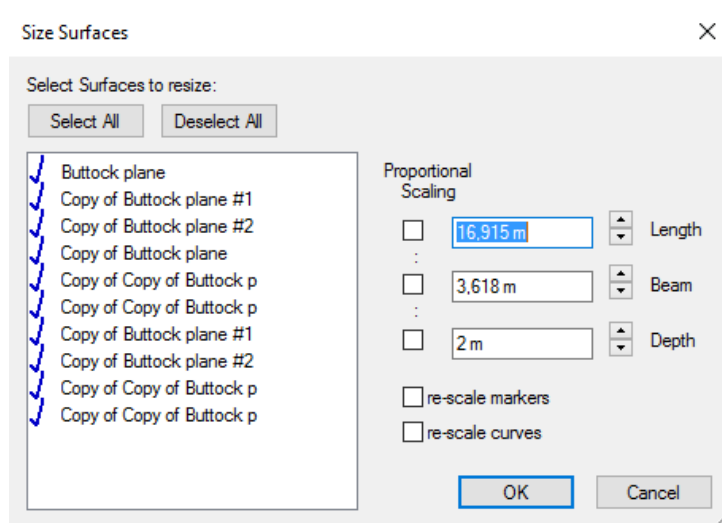 Size Surfaces
Select Surfaces to resize:
Select All
Deselect All
Buttock plane
Copy of Buttock plane #1
Copy of Buttock plane #2
Copy of Buttock plane
Copy of Copy of Buttock p
Copy of Copy of Buttock p
Copy of Buttock plane #1
Copy of Buttock plane #2
Copy of Copy of Buttock p
Copy of Copy of Buttock p
Proportional
Scaling
16,915 m
Length
:
3,618 m
Beam
:
2 m
Depth
re-scale markers
re-scale curves
OK
Cancel